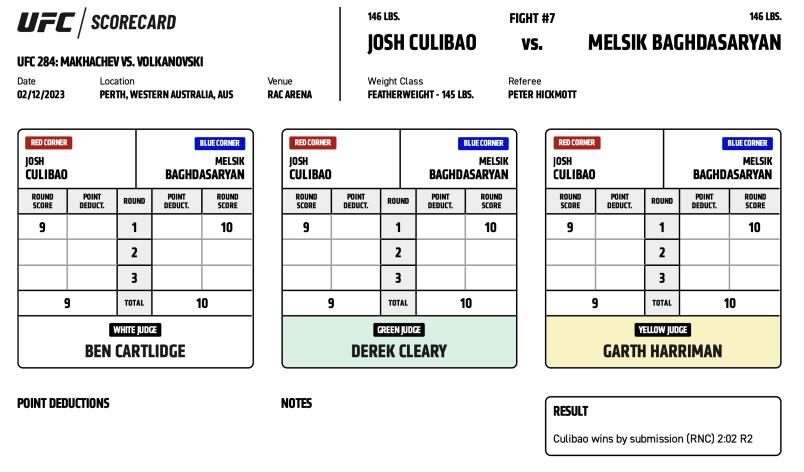 UFC / SCORECARD
UFC 284: MAKHACHEV VS. VOLKANOVSKI
Date Location Venue
02/12/2023 PERTH, WESTERN AUSTRALIA, AUS RAC ARENA
146 LBS. FIGHT #7 146 LBS.
JOSH CULIBAO vs. MELSIK BAGHDASARYAN
Weight Class Referee
FEATHERWEIGHT - 145 LBS. PETER HICKMOTT
RED CORNER BLUE CORNER
JOSH MELSIK
CULIBAO BAGHDASARYAN
ROUND POINT ROUND POINT ROUND
SCORE DEDUCT. DEDUCT. SCORE
9 1 10
2
3
9 TOTAL 10
WHITE JUDGE
BEN CARTLIDGE
RED CORNER BLUE CORNER
JOSH MELSIK
CULIBAO BAGHDASARYAN
ROUND POINT ROUND POINT ROUND
SCORE DEDUCT. DEDUCT. SCORE
9 1 10
2
3
9 TOTAL 10
GREEN JUDGE
DEREK CLEARY
RED CORNER BLUE CORNER
JOSH MELSIK
CULIBAO BAGHDASARYAN
ROUND POINT ROUND POINT ROUND
SCORE DEDUCT. DEDUCT. SCORE
9 1 10
2
3
9 TOTAL 10
YELLOW JUDGE
GARTH HARRIMAN
POINT DEDUCTIONS
NOTES
RESULT
Culibao wins by submission (RNC) 2:02 R2